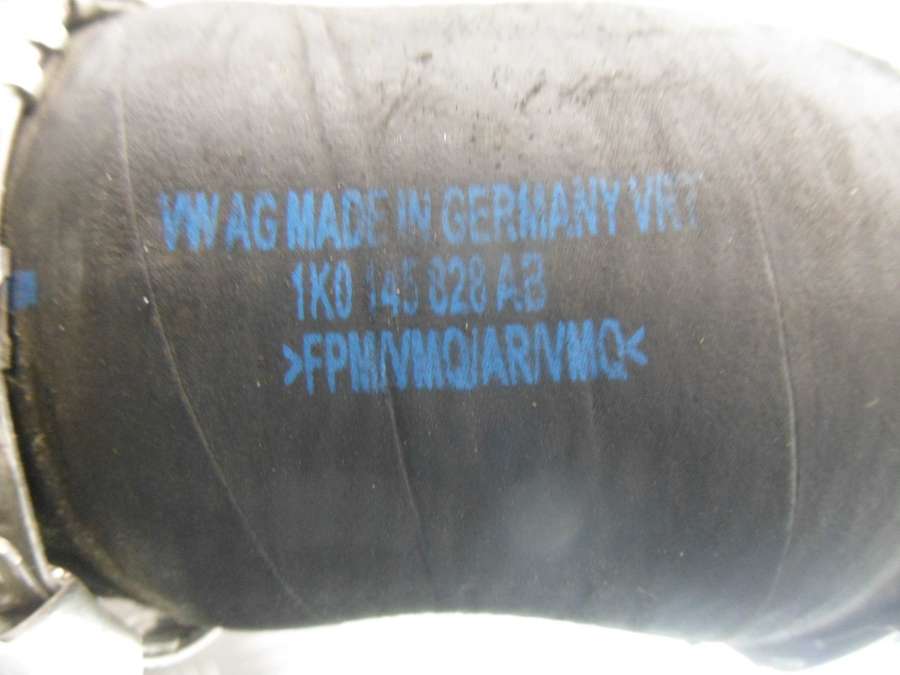 VW AG MADE IN GERMANY VRT
1K0 145 828 AB
>FPM/VMQ/AR/VMQ<